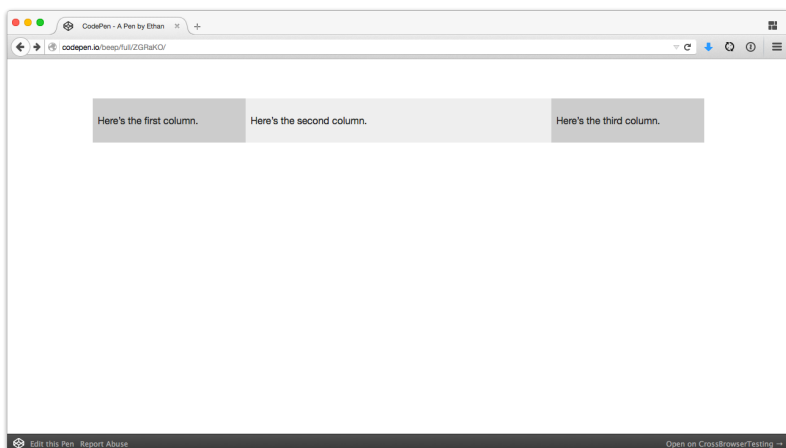 CodePen - A Pen by Ethan
codepen.io/beep/full/ZGRaKO/
Here's the first column. Here's the second column. Here's the third column.
Edit this Pen Report Abuse Open on CrossBrowserTesting →